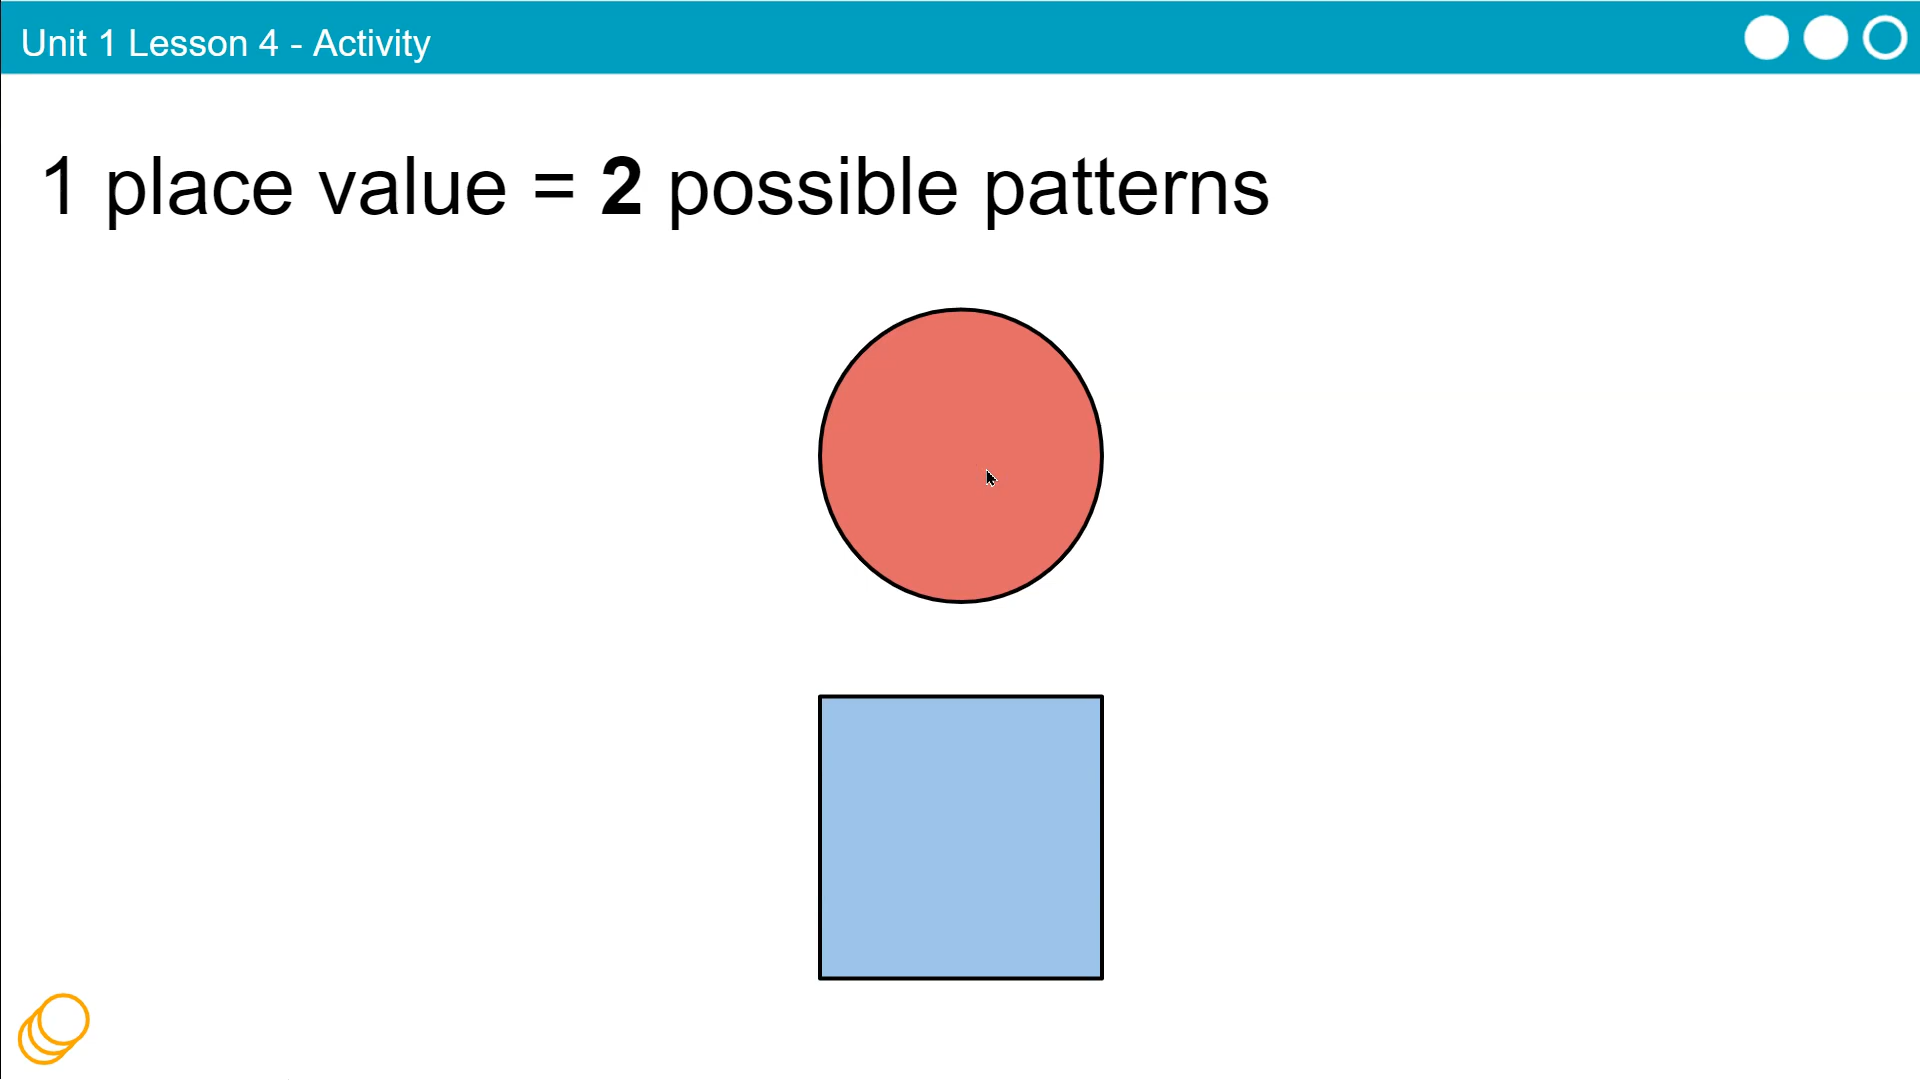 Unit 1 Lesson 4 - Activity
1 place value = 2 possible patterns